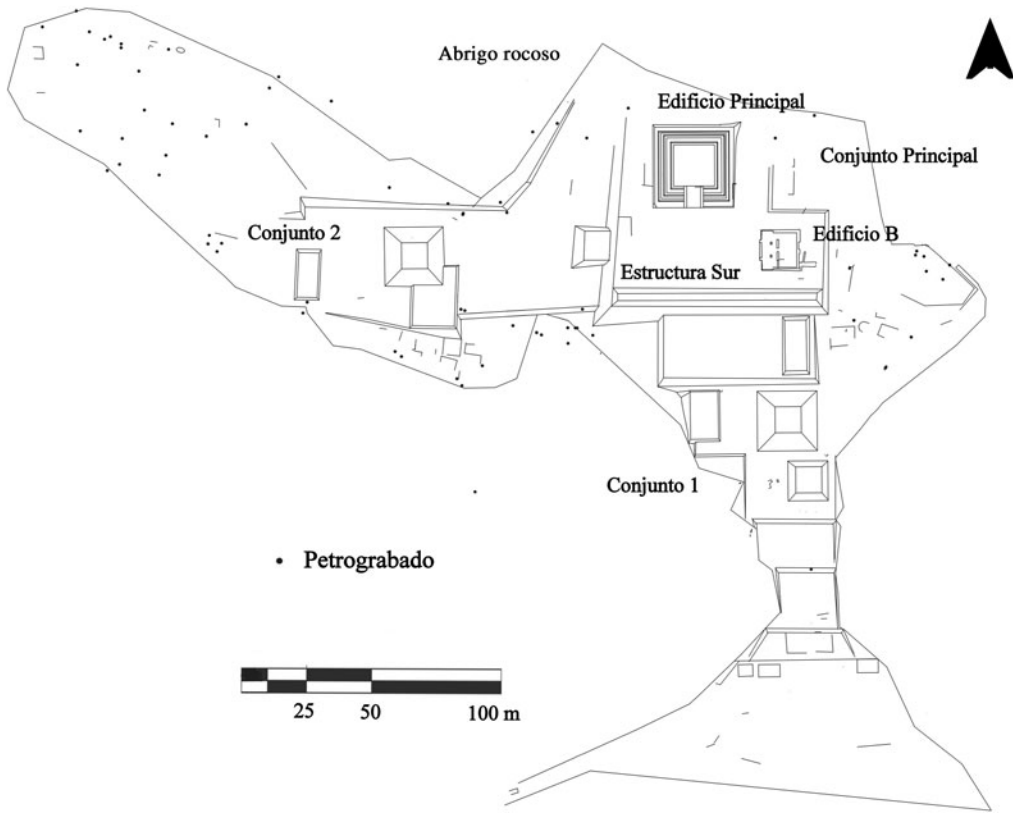 Abrigo rocoso
Edificio Principal
Conjunto Principal
Conjunto 2
Edificio B
Estructura Sur
Conjunto 1
Petrograbado
25 50 100 m